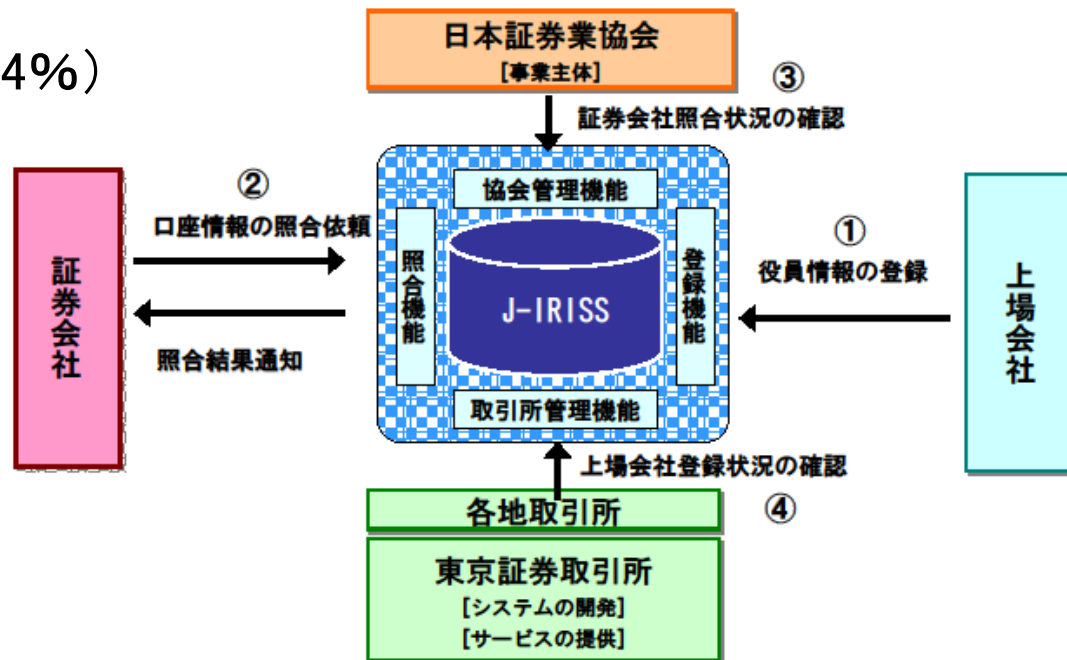 4%）
日本証券業協会
[事業主体]
③
証券会社照合状況の確認
②
口座情報の照合依頼
照合結果通知
証券会社
協会管理機能
照合機能
J-IRISS
登録機能
取引所管理機能
①
役員情報の登録
上場会社
上場会社登録状況の確認
④
各地取引所
東京証券取引所
[システムの開発]
[サービスの提供]